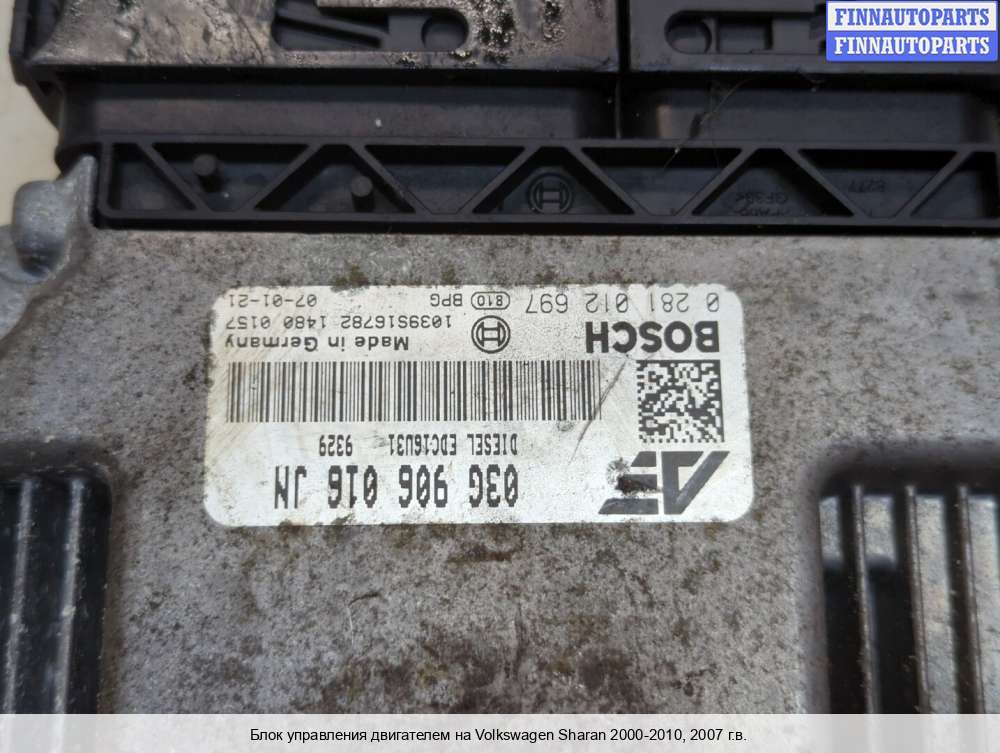 FINNAUTOPARTS
FINNAUTOPARTS
03G 906 016 JN
DIESEL EDC16U31 9329
Made in Germany
BOSCH
1039S16782 1480 0157
0 281 012 697
810 BPG 07-01-21
Блок управления двигателем на Volkswagen Sharan 2000-2010, 2007 г.в.